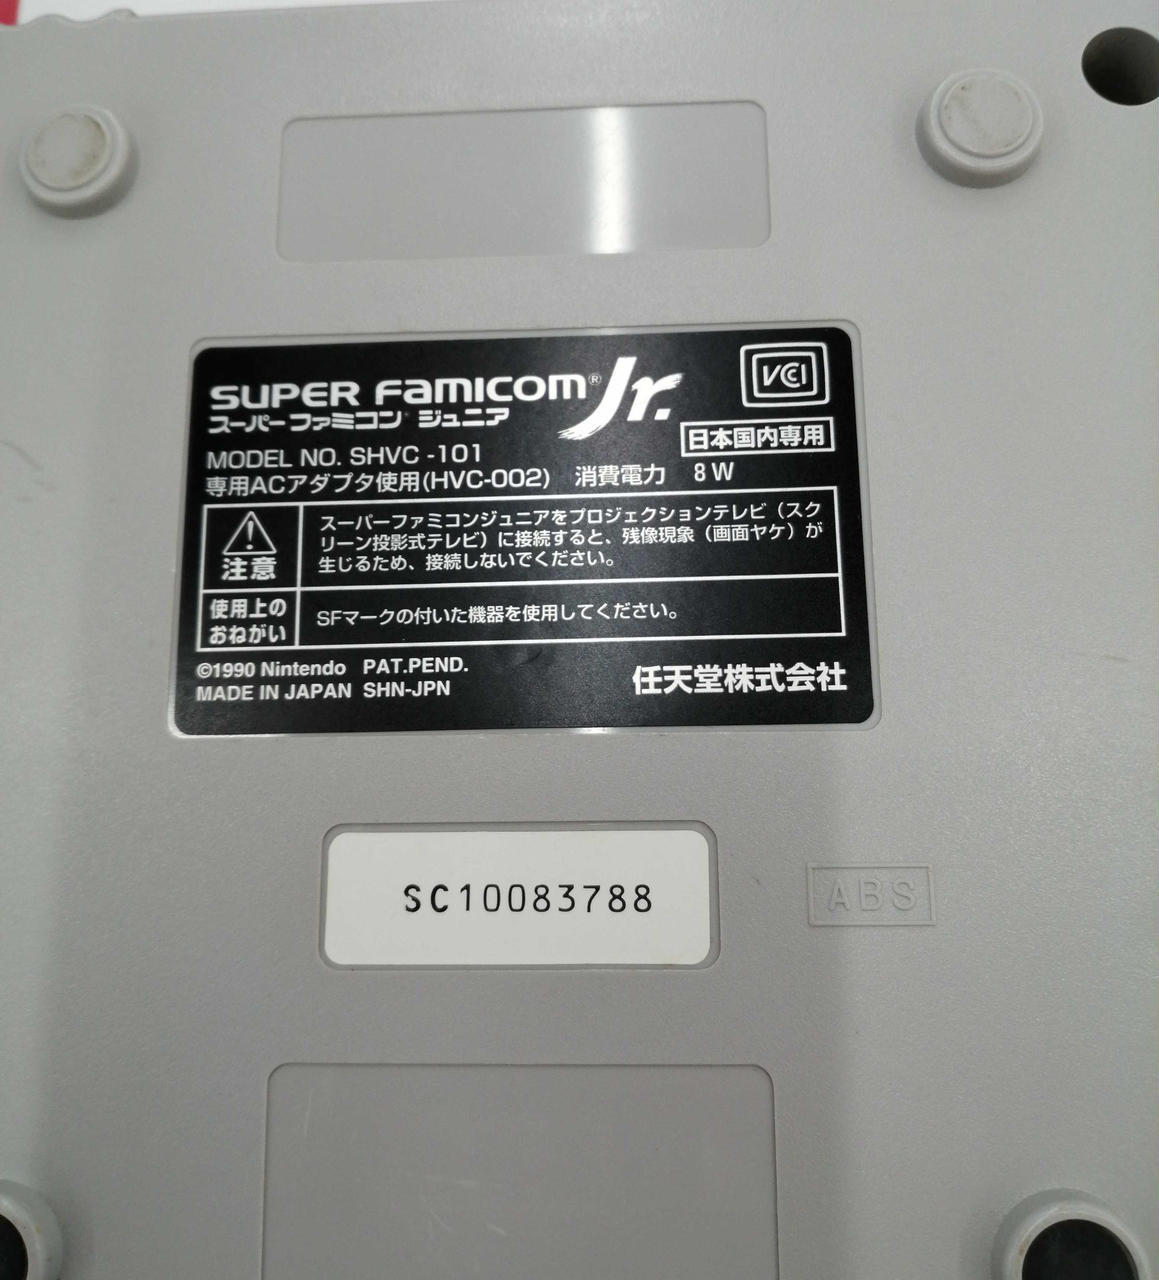 SUPER FAMICOM® Jr.
スーパーファミコン ジュニア
VCCI
日本国内専用
MODEL NO. SHVC -101
専用ACアダプタ使用(HVC-002) 消費電力 8W
注意
スーパーファミコンジュニアをプロジェクションテレビ(スク
リーン投影式テレビ)に接続すると、残像現象(画面ヤケ)が
生じるため、接続しないでください。
使用上の
おねがい
SFマークの付いた機器を使用してください。
©1990 Nintendo PAT.PEND.
MADE IN JAPAN SHN-JPN
任天堂株式会社
SC10083788
ABS